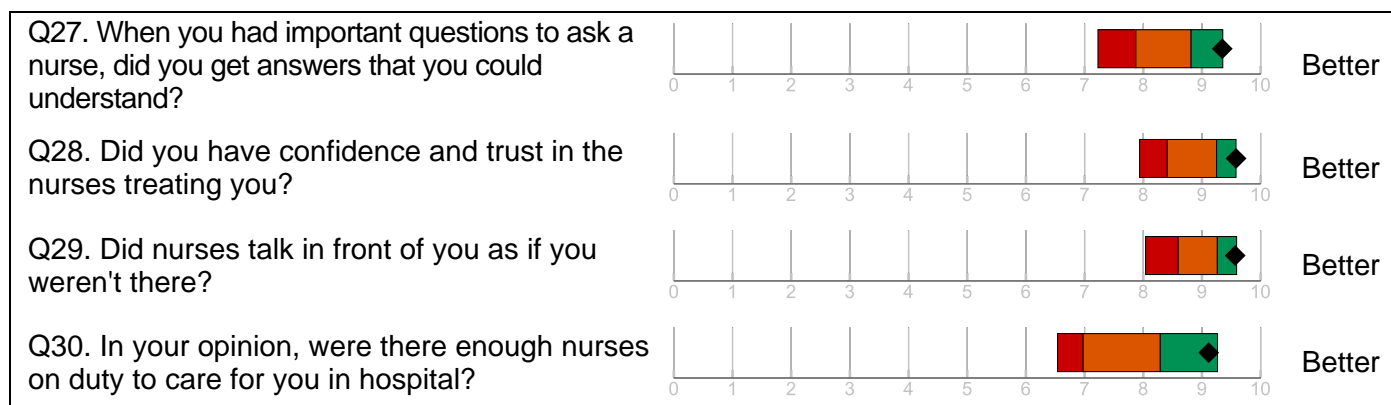 Q27. When you had important questions to ask a
nurse, did you get answers that you could
understand?
0 1 2 3 4 5 6 7 8 9 10
Better
Q28. Did you have confidence and trust in the
nurses treating you?
0 1 2 3 4 5 6 7 8 9 10
Better
Q29. Did nurses talk in front of you as if you
weren't there?
0 1 2 3 4 5 6 7 8 9 10
Better
Q30. In your opinion, were there enough nurses
on duty to care for you in hospital?
0 1 2 3 4 5 6 7 8 9 10
Better